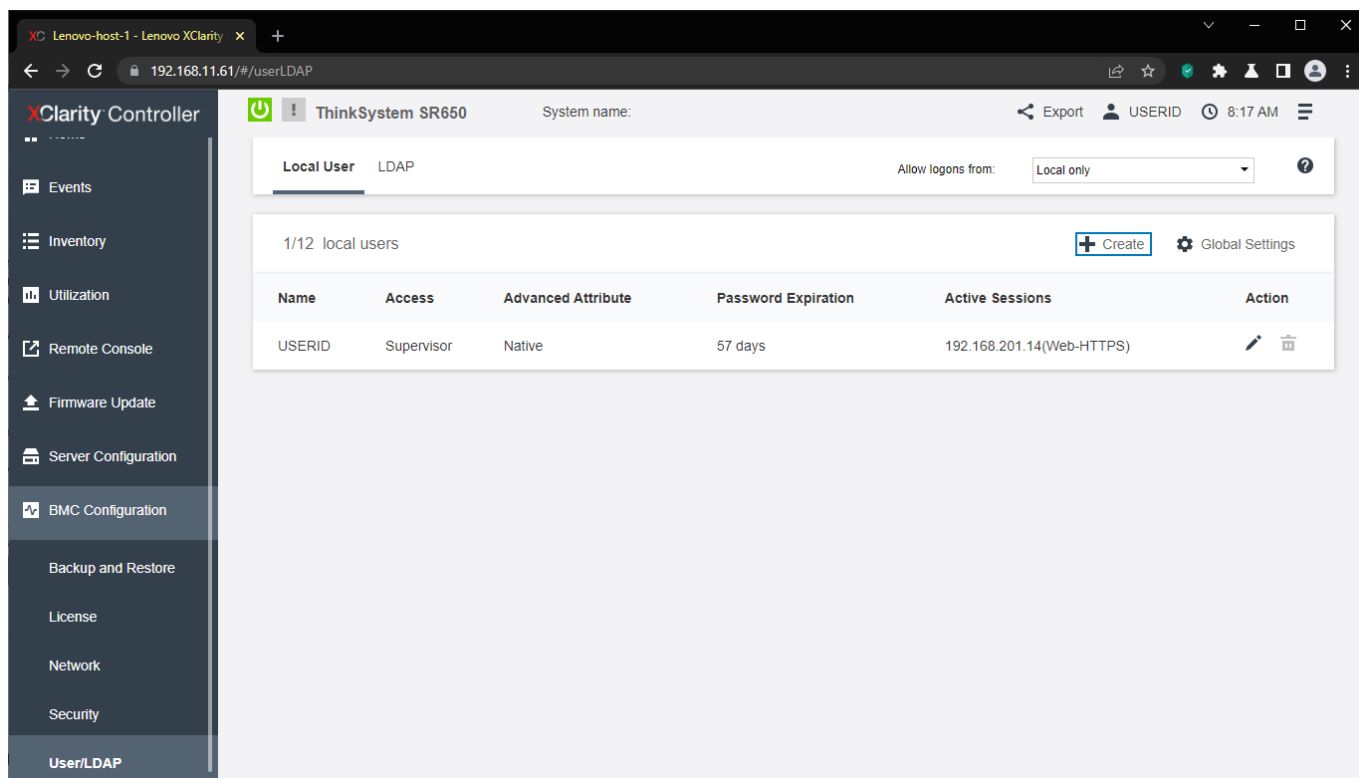 XC Lenovo-host-1 - Lenovo XClarity
192.168.11.61/#/userLDAP
XClarity Controller
ThinkSystem SR650 System name: Export USERID 8:17 AM
Local User LDAP Allow logons from: Local only
Events
1/12 local users Create Global Settings
Inventory
Name Access Advanced Attribute Password Expiration Active Sessions Action
Utilization
USERID Supervisor Native 57 days 192.168.201.14(Web-HTTPS)
Remote Console
Firmware Update
Server Configuration
BMC Configuration
Backup and Restore
License
Network
Security
User/LDAP